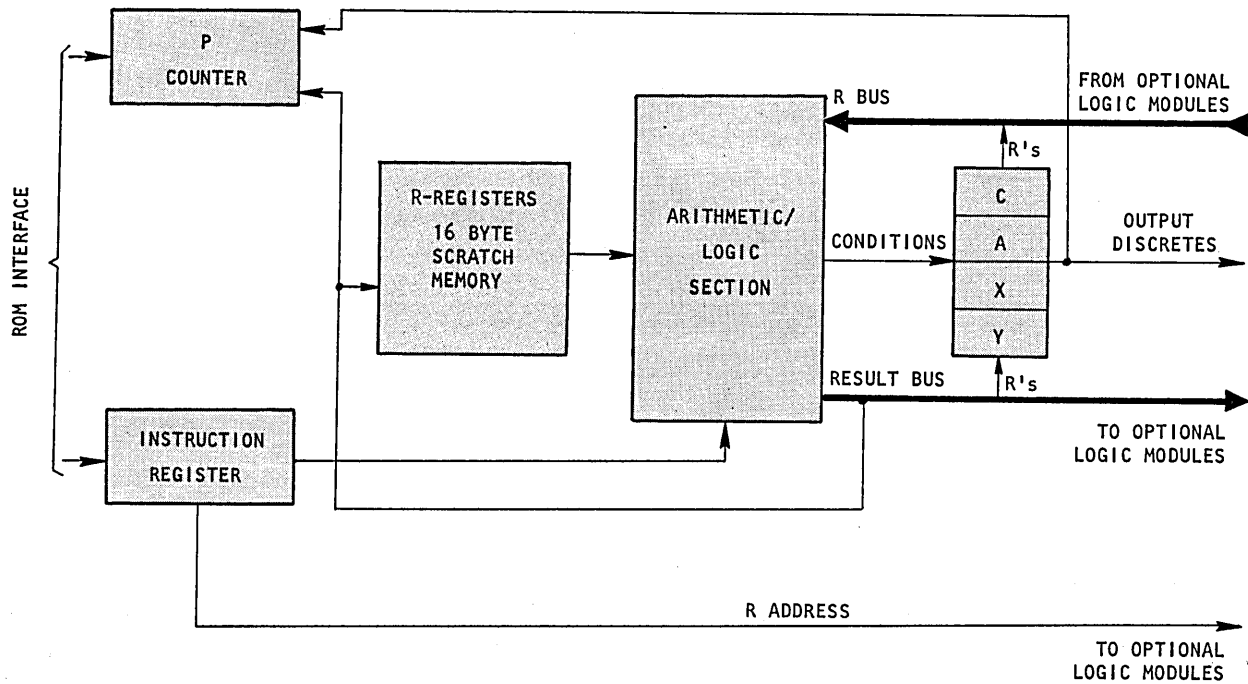 P
COUNTER
FROM OPTIONAL
LOGIC MODULES
R BUS
R's
R-REGISTERS
16 BYTE
SCRATCH
MEMORY
ARITHMETIC/
LOGIC
SECTION
CONDITIONS
C
A
X
Y
OUTPUT
DISCRETES
ROM INTERFACE
RESULT BUS
R's
TO OPTIONAL
LOGIC MODULES
INSTRUCTION
REGISTER
R ADDRESS
TO OPTIONAL
LOGIC MODULES